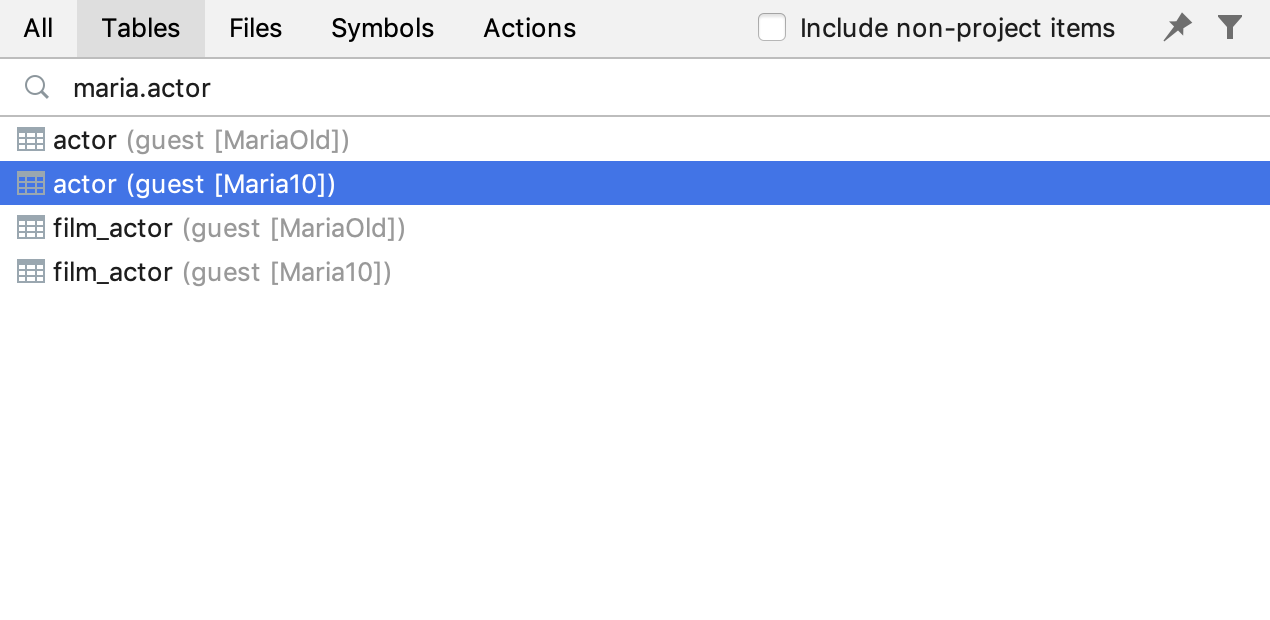 All Tables Files Symbols Actions Include non-project items
maria.actor
actor (guest [MariaOld])
actor (guest [Maria10])
film_actor (guest [MariaOld])
film_actor (guest [Maria10])